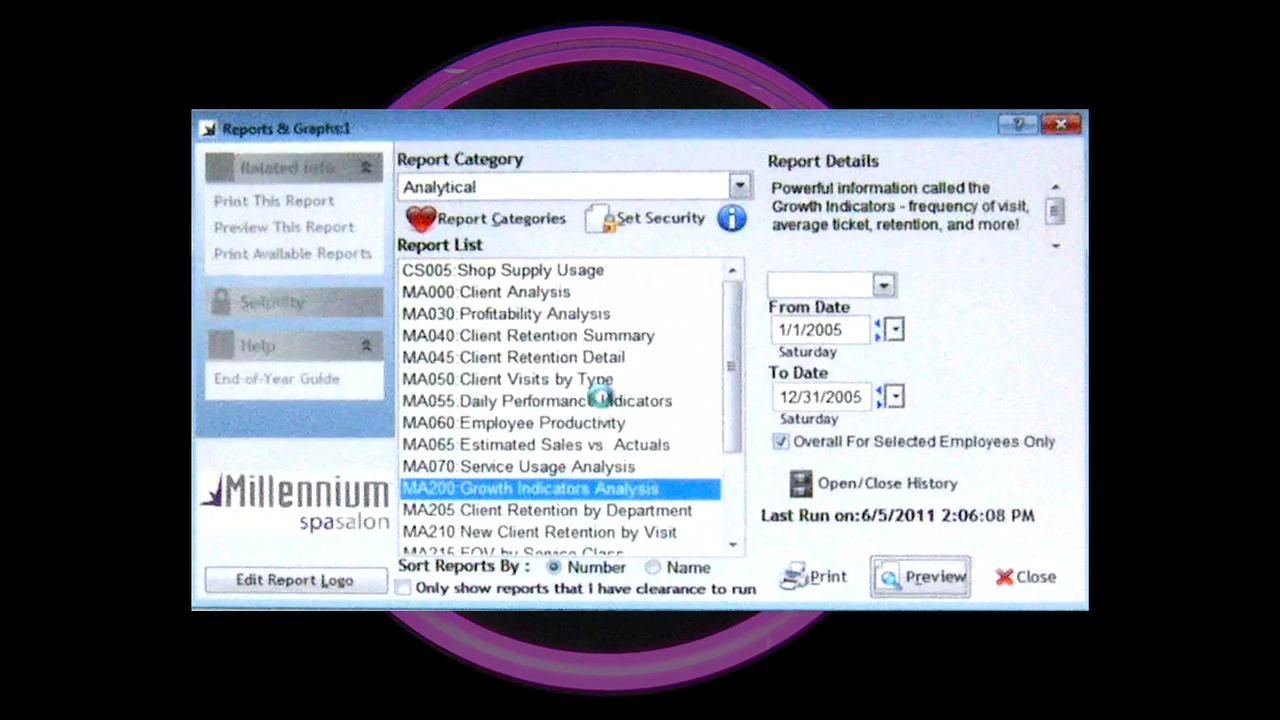 Reports & Graphs:1
Related Info
Print This Report
Preview This Report
Print Available Reports
Security
Help
End-of-Year Guide
Millennium
spasalon
Edit Report Logo
Report Category
Analytical
Report Categories
Set Security
Report List
CS005:Shop Supply Usage
MA000:Client Analysis
MA030:Profitability Analysis
MA040:Client Retention Summary
MA045:Client Retention Detail
MA050:Client Visits by Type
MA055:Daily Performance Indicators
MA060:Employee Productivity
MA065:Estimated Sales vs. Actuals
MA070:Service Usage Analysis
MA200:Growth Indicators Analysis
MA205:Client Retention by Department
MA210:New Client Retention by Visit
MA215:FOV by Service Class
Sort Reports By :
Number
Name
Only show reports that I have clearance to run
Report Details
Powerful information called the
Growth Indicators - frequency of visit,
average ticket, retention, and more!
From Date
1/1/2005
Saturday
To Date
12/31/2005
Saturday
Overall For Selected Employees Only
Open/Close History
Last Run on:6/5/2011 2:06:08 PM
Print
Preview
Close